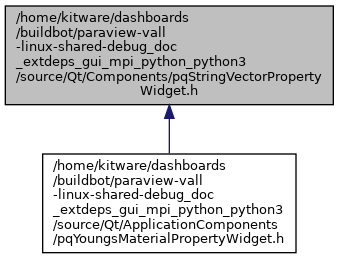 /home/kitware/dashboards
/buildbot/paraview-vall
-linux-shared-debug_doc
_extdeps_gui_mpi_python_python3
/source/Qt/Components/pqStringVectorProperty
Widget.h
/home/kitware/dashboards
/buildbot/paraview-vall
-linux-shared-debug_doc
_extdeps_gui_mpi_python_python3
/source/Qt/ApplicationComponents
/pqYoungsMaterialPropertyWidget.h